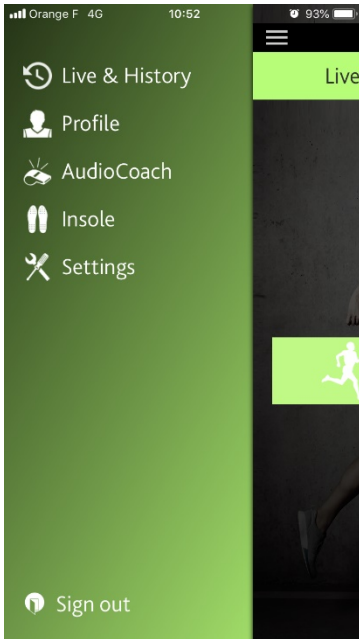 Orange F 4G 10:52 93%
Live
Live & History
Profile
AudioCoach
Insole
Settings
Sign out